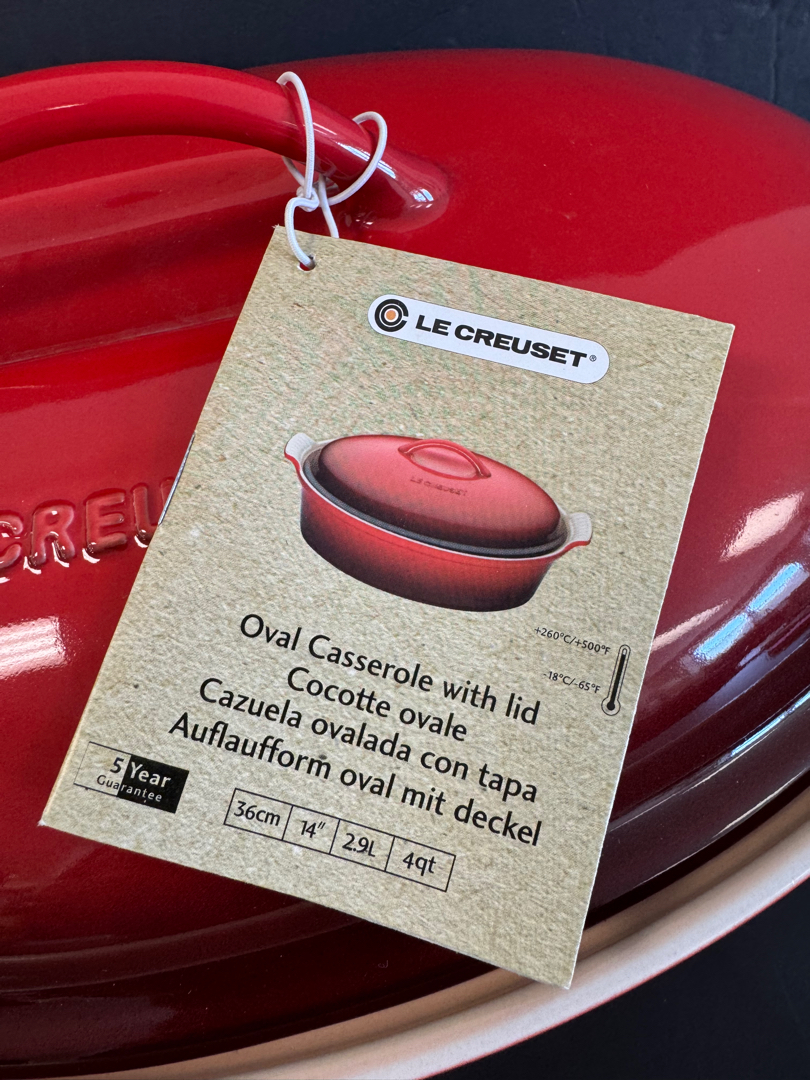 LE CREUSET®
CREU
LE CREUSET
+260°C/+500°F
-18°C/-65°F
Oval Casserole with lid
Cocotte ovale
Cazuela ovalada con tapa
Auflaufform oval mit deckel
5 Year
Guarantee
36cm 14" 2.9L 4qt